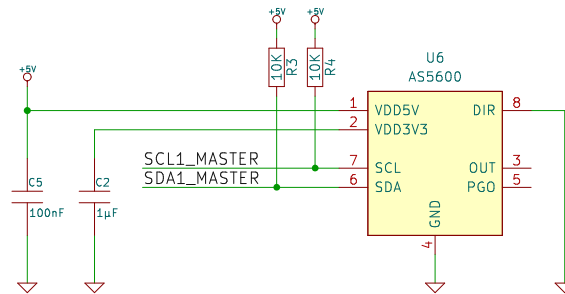 +5V +5V
10K R3 10K R4
U6
AS5600
+5V
1 VDD5V DIR 8
2 VDD3V3
SCL1_MASTER 7 SCL OUT 3
SDA1_MASTER 6 SDA PGO 5
C5 C2
100nF 1µF
GND
4